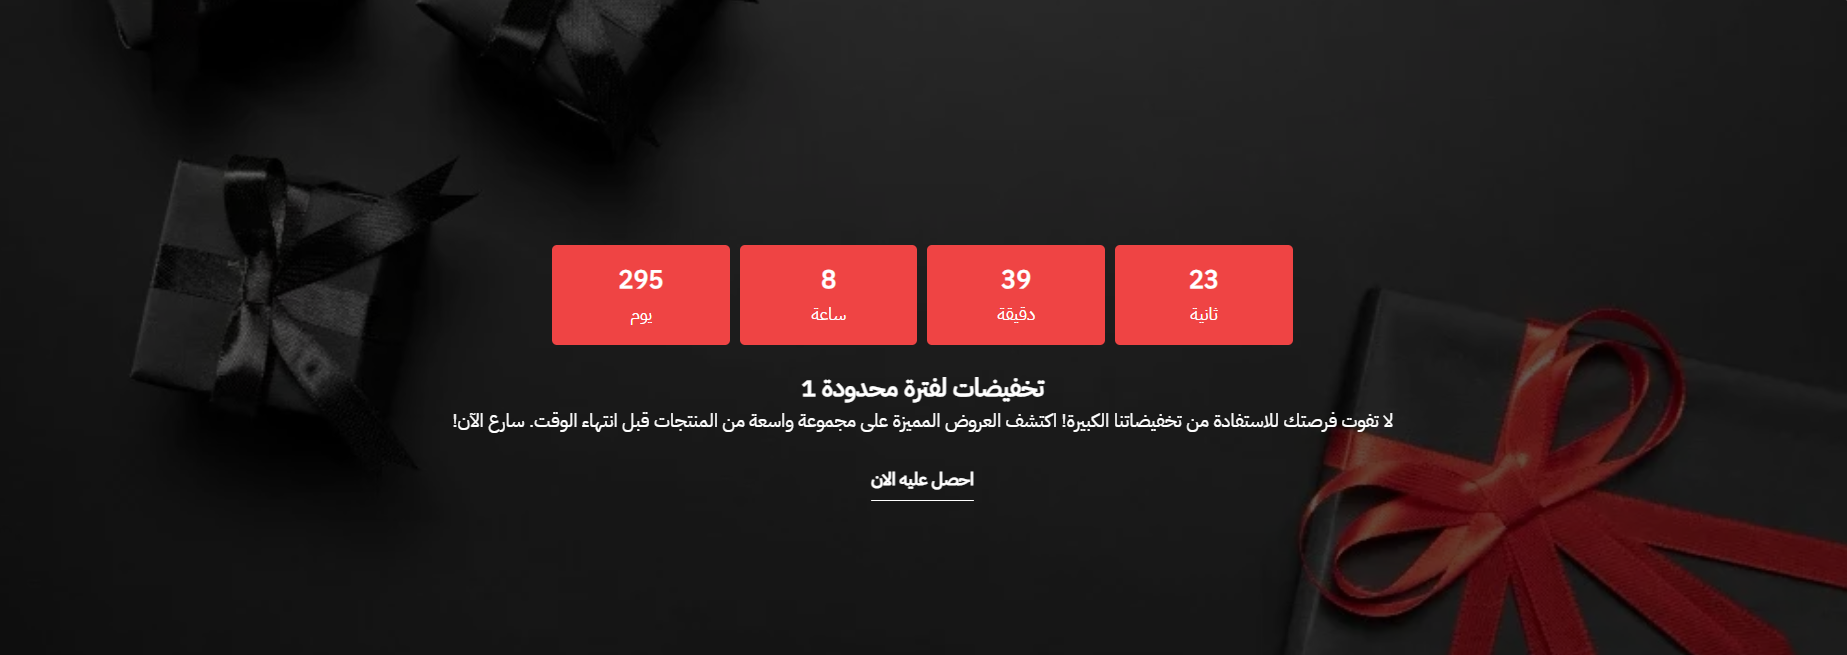 295 8 39 23
يوم ساعة دقيقة ثانية
تخفيضات لفترة محدودة 1
لا تفوت فرصتك للاستفادة من تخفيضاتنا الكبيرة! اكتشف العروض المميزة على مجموعة واسعة من المنتجات قبل انتهاء الوقت. سارع الآن!
احصل عليه الان